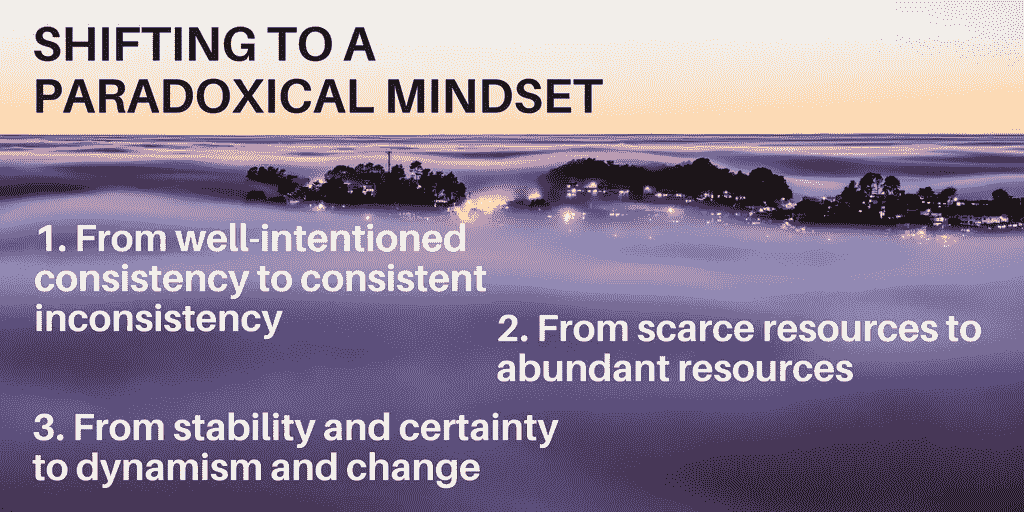 SHIFTING TO A
PARADOXICAL MINDSET
1. From well-intentioned
consistency to consistent
inconsistency
2. From scarce resources to
abundant resources
3. From stability and certainty
to dynamism and change